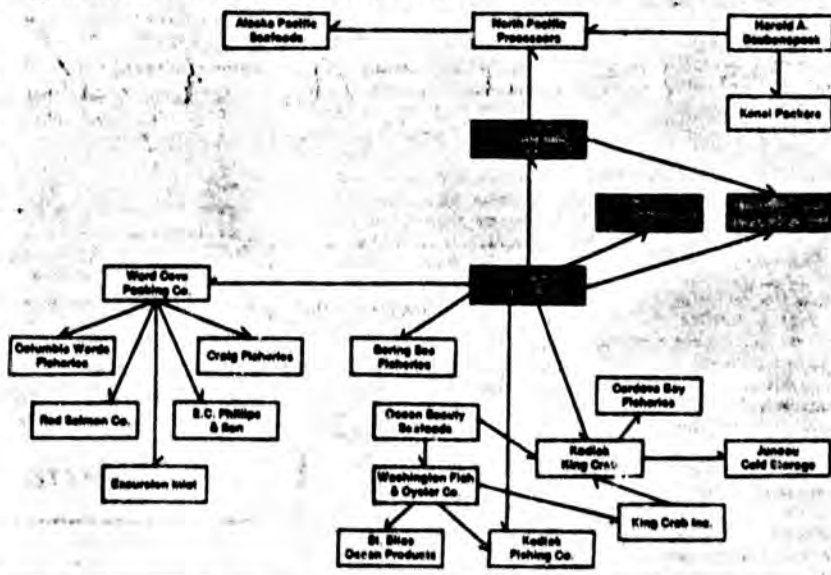 Alaska Pacific
Seafoods
North Pacific
Processors
Harold A.
Kenai Packers
Ward Cove
Packing Co.
Columbia Wards
Fisheries
Craig Fisheries
Bering Sea
Fisheries
Red Salmon Co.
E.C. Phillips
& Son
Excursion Inlet
Ocean Beauty
Seafoods
Cordova Bay
Fisheries
Kodiak
King Crab
Juneau
Cold Storage
Washington Fish
& Oyster Co.
King Crab Inc.
St. Elias
Ocean Products
Kodiak
Fishing Co.